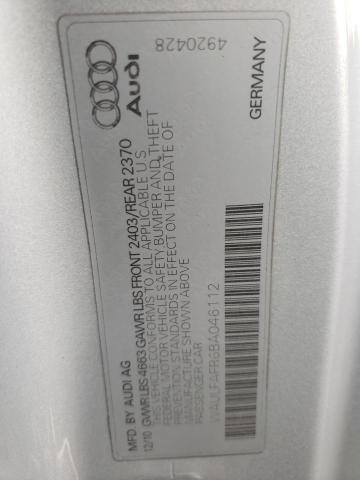 Audi
4920428
MFD BY AUDI AG
12/10 GVWR LBS 4663 GAWR LBS FRONT 2403/REAR 2370
THIS VEHICLE CONFORMS TO ALL APPLICABLE U S
FEDERAL MOTOR VEHICLE SAFETY, BUMPER AND THEFT
PREVENTION STANDARDS IN EFFECT ON THE DATE OF
MANUFACTURE SHOWN ABOVE
PASSENGER CAR
WAULFAFR6BA046112
GERMANY